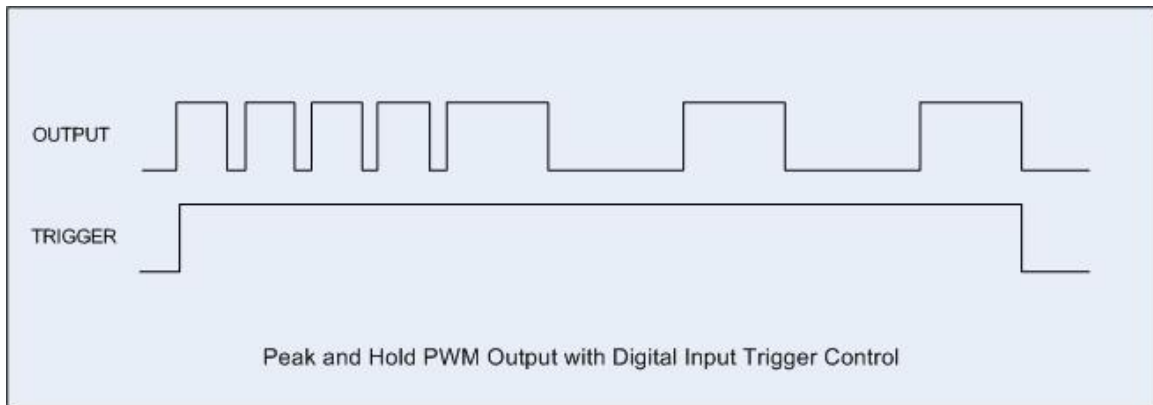 OUTPUT
TRIGGER
Peak and Hold PWM Output with Digital Input Trigger Control